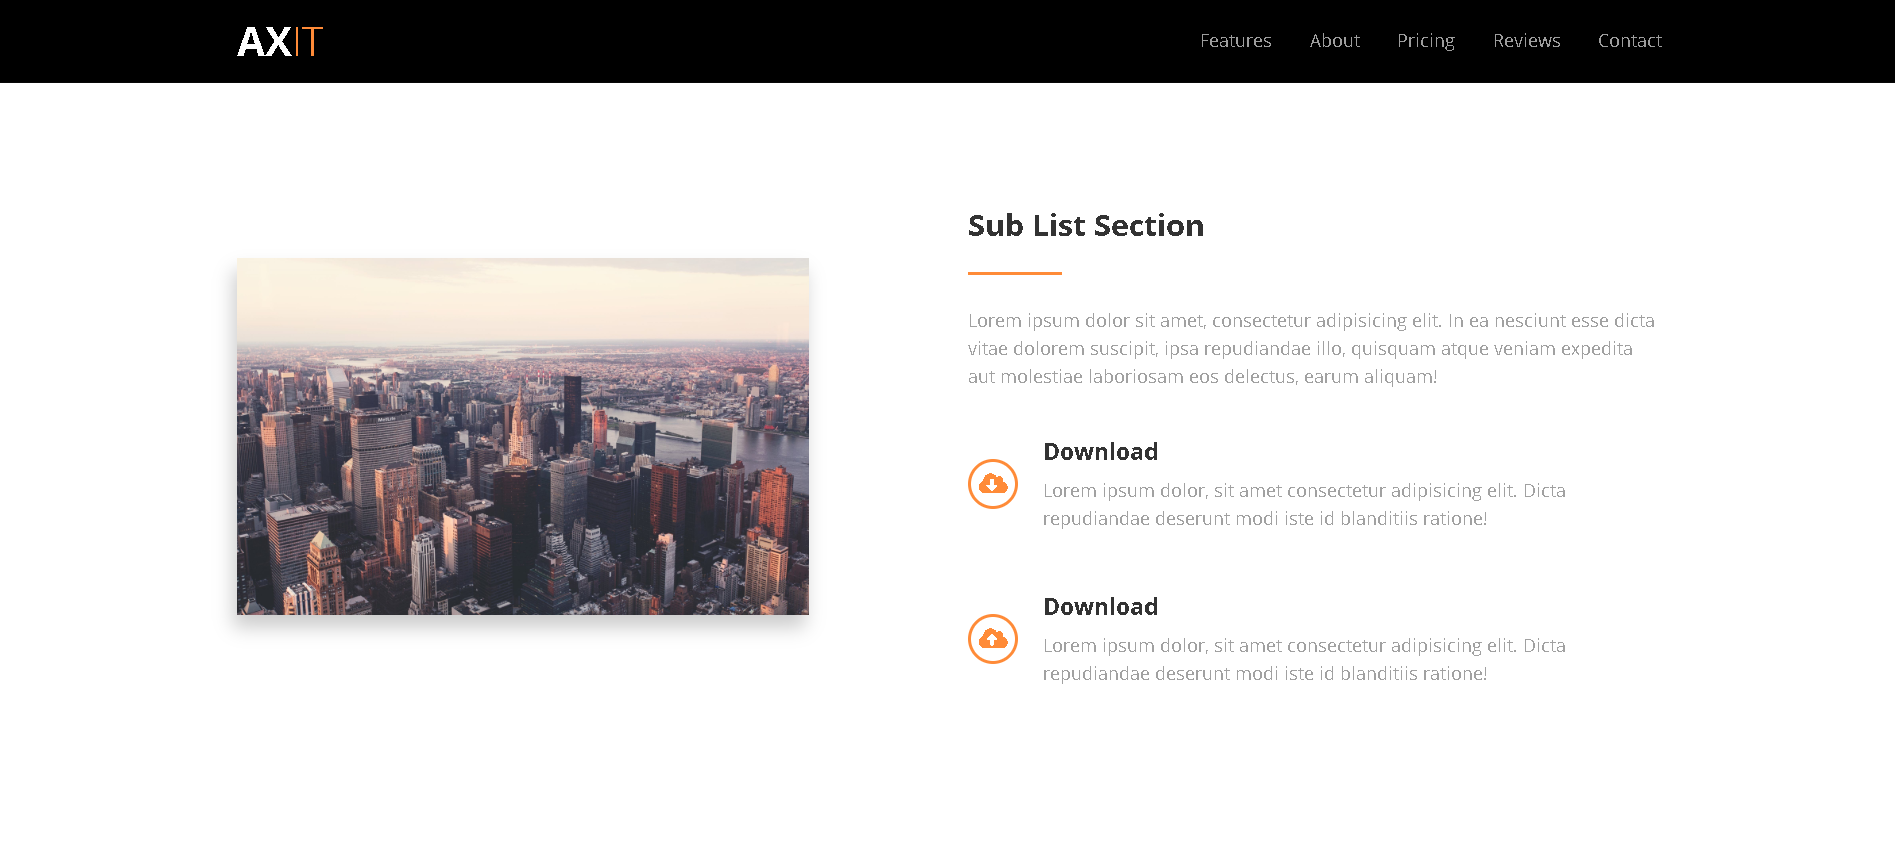 AXIT
Features About Pricing Reviews Contact
Sub List Section
Lorem ipsum dolor sit amet, consectetur adipisicing elit. In ea nesciunt esse dicta
vitae dolorem suscipit, ipsa repudiandae illo, quisquam atque veniam expedita
aut molestiae laboriosam eos delectus, earum aliquam!
Download
Lorem ipsum dolor, sit amet consectetur adipisicing elit. Dicta
repudiandae deserunt modi iste id blanditiis ratione!
Download
Lorem ipsum dolor, sit amet consectetur adipisicing elit. Dicta
repudiandae deserunt modi iste id blanditiis ratione!